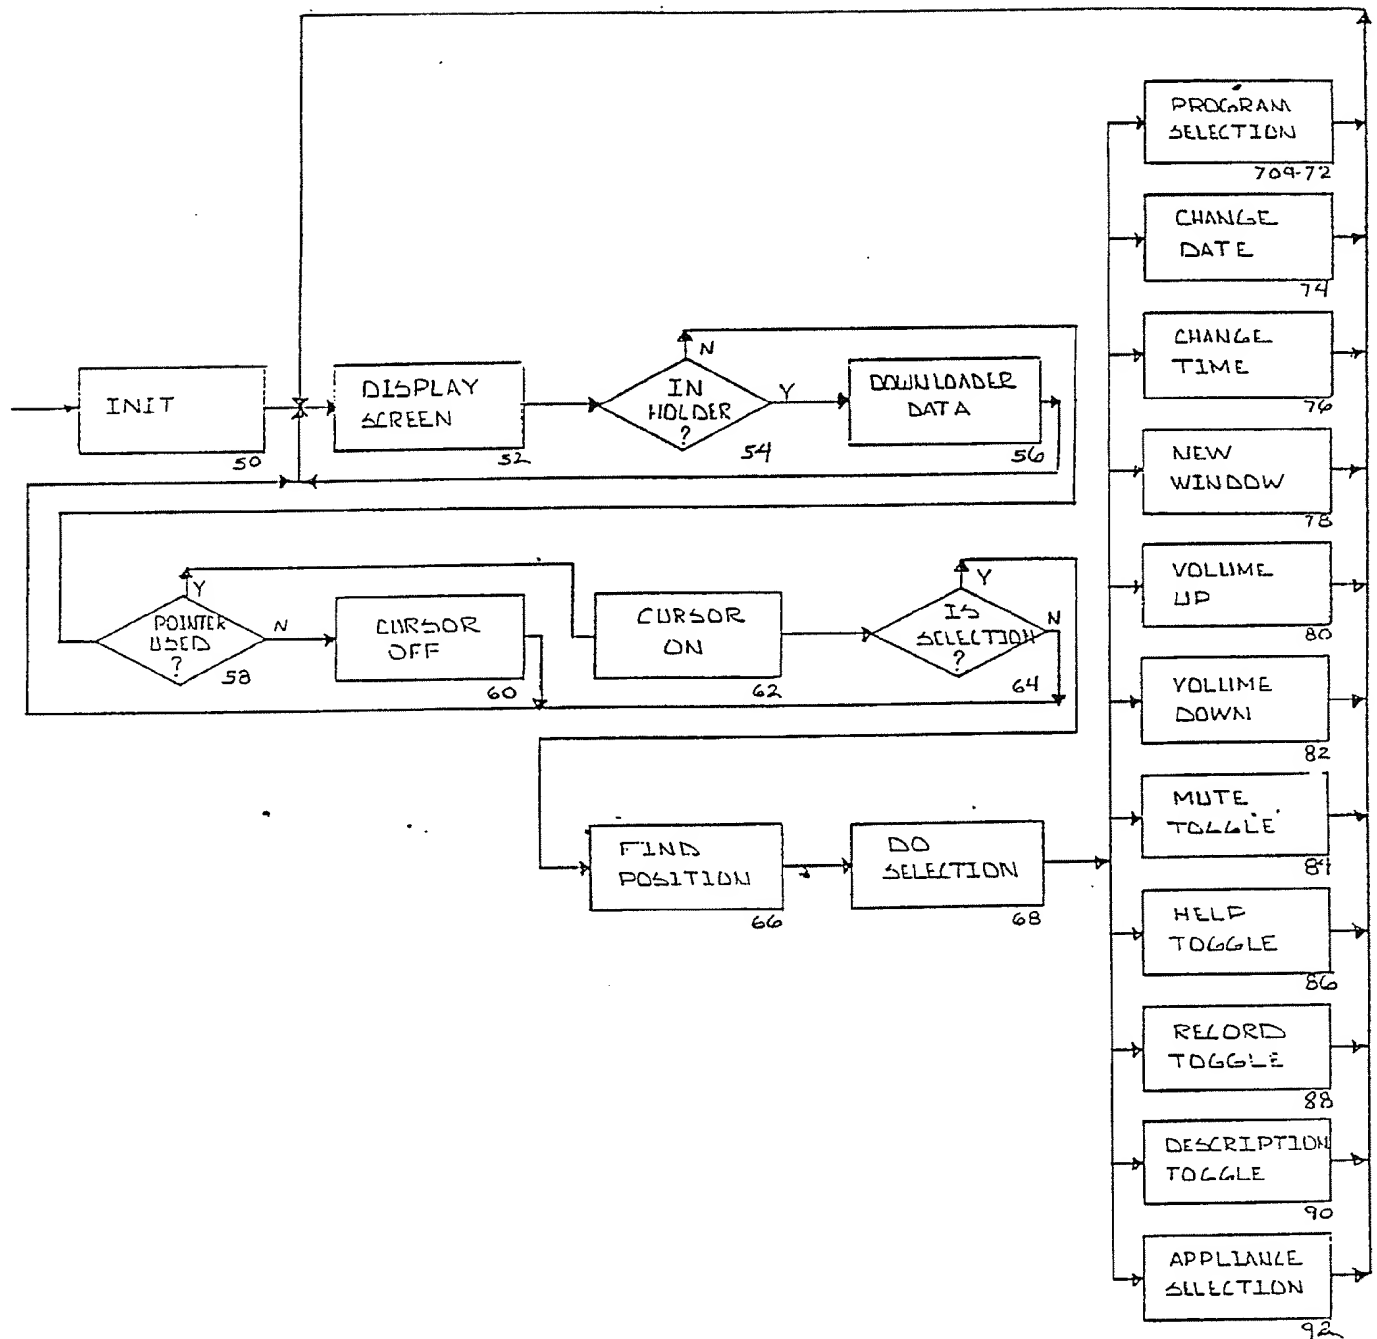 PROGRAM
SELECTION
709-72
CHANGE
DATE
74
CHANGE
TIME
76
INIT
50
DISPLAY
SCREEN
52
N
IN
HOLDER
?
54
Y
DOWNLOADER
DATA
56
NEW
WINDOW
78
Y
POINTER
USED
?
58
N
CURSOR
OFF
60
CURSOR
ON
62
Y
IS
SELECTION
?
64
N
VOLUME
UP
80
VOLUME
DOWN
82
FIND
POSITION
66
DO
SELECTION
68
MUTE
TOGGLE
84
HELP
TOGGLE
86
RECORD
TOGGLE
88
DESCRIPTION
TOGGLE
90
APPLIANCE
SELECTION
92